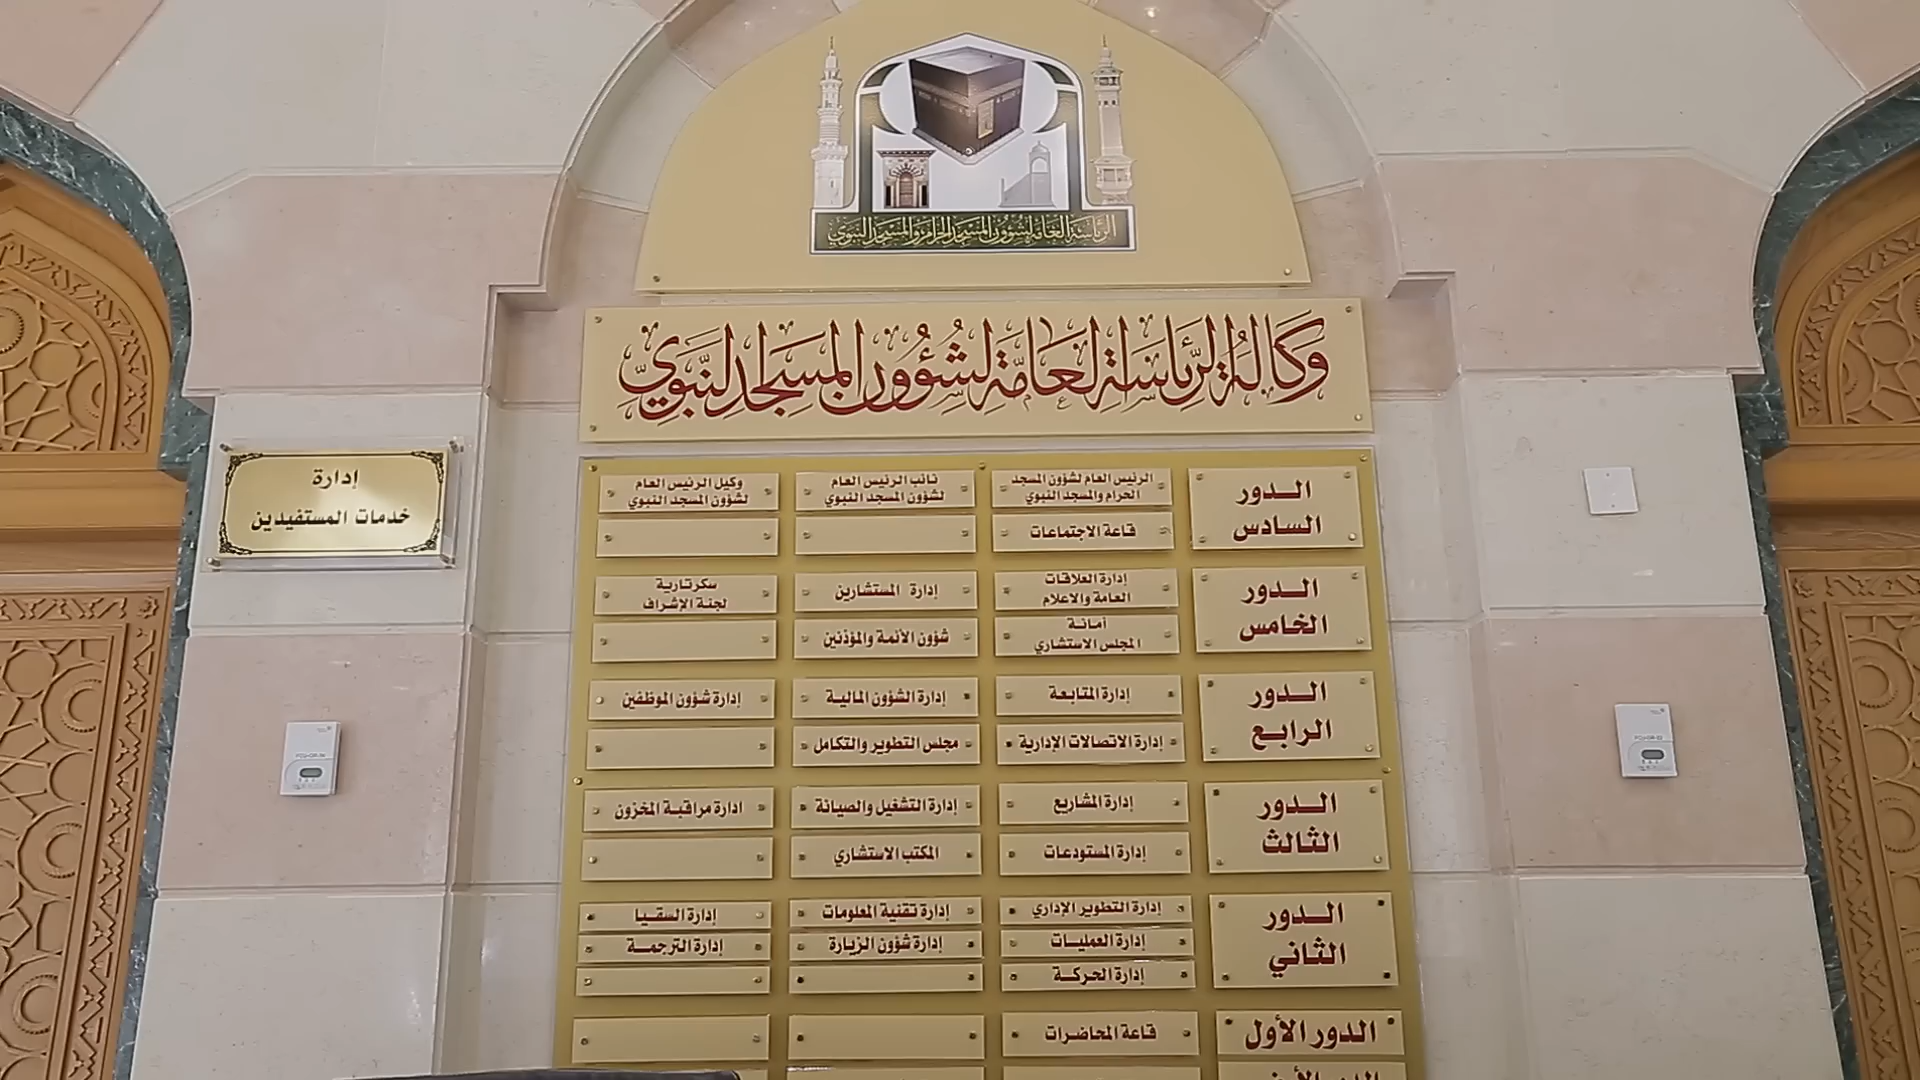 الرئاسة العامة لشؤون المسجد الحرام والمسجد النبوي
وكالة الرئاسة العامة لشؤون المسجد النبوي
إدارة
خدمات المستفيدين
الدور
السادس
الرئيس العام لشؤون المسجد
الحرام والمسجد النبوي
نائب الرئيس العام
لشؤون المسجد النبوي
وكيل الرئيس العام
لشؤون المسجد النبوي
قاعة الاجتماعات
الدور
الخامس
إدارة العلاقات
العامة والاعلام
إدارة المستشارين
سكرتارية
لجنة الإشراف
أمانة
المجلس الاستشاري
شؤون الأئمة والمؤذنين
الدور
الرابع
إدارة المتابعة
إدارة الشؤون المالية
إدارة شؤون الموظفين
إدارة الاتصالات الإدارية
مجلس التطوير والتكامل
الدور
الثالث
إدارة المشاريع
إدارة التشغيل والصيانة
ادارة مراقبة المخزون
إدارة المستودعات
المكتب الاستشاري
الدور
الثاني
إدارة التطوير الإداري
إدارة تقنية المعلومات
إدارة السقيا
إدارة العمليات
إدارة شؤون الزيارة
إدارة الترجمة
إدارة الحركة
الدور الأول
قاعة المحاضرات